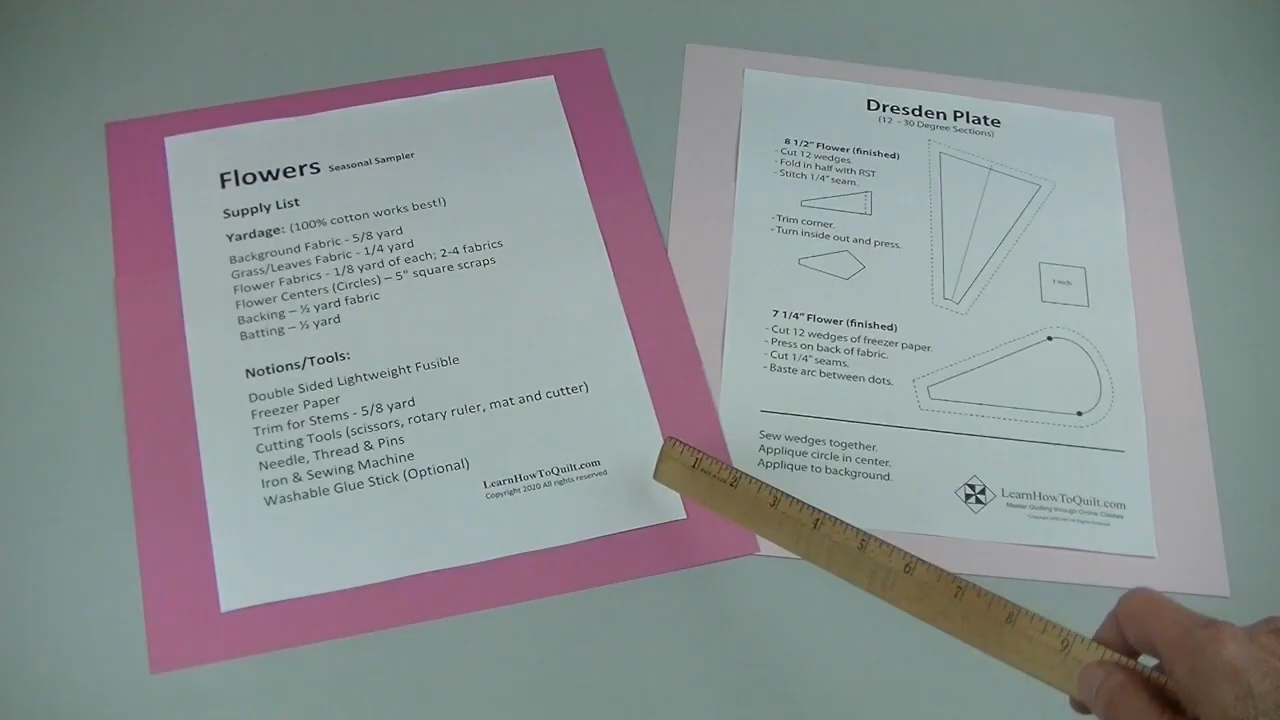 Flowers Seasonal Sampler
Supply List
Yardage: (100% cotton works best!)
Background Fabric - 5/8 yard
Grass/Leaves Fabric - 1/4 yard
Flower Fabrics - 1/8 yard of each; 2-4 fabrics
Flower Centers (Circles) – 5" square scraps
Backing – ½ yard fabric
Batting – ½ yard
Notions/Tools:
Double Sided Lightweight Fusible
Freezer Paper
Trim for Stems - 5/8 yard
Cutting Tools (scissors, rotary ruler, mat and cutter)
Needle, Thread & Pins
Iron & Sewing Machine
Washable Glue Stick (Optional)
LearnHowToQuilt.com
Copyright 2020 All rights reserved
Dresden Plate
(12 - 30 Degree Sections)
8 1/2" Flower (finished)
- Cut 12 wedges.
- Fold in half with RST
- Stitch 1/4" seam.
- Trim corner.
- Turn inside out and press.
1 inch
7 1/4" Flower (finished)
- Cut 12 wedges of freezer paper.
- Press on back of fabric.
- Cut 1/4" seams.
- Baste arc between dots.
Sew wedges together.
Applique circle in center.
Applique to background.
LearnHowToQuilt.com
Master Quilting through Online Classes
1 2 3 4 5 6 7 8 9